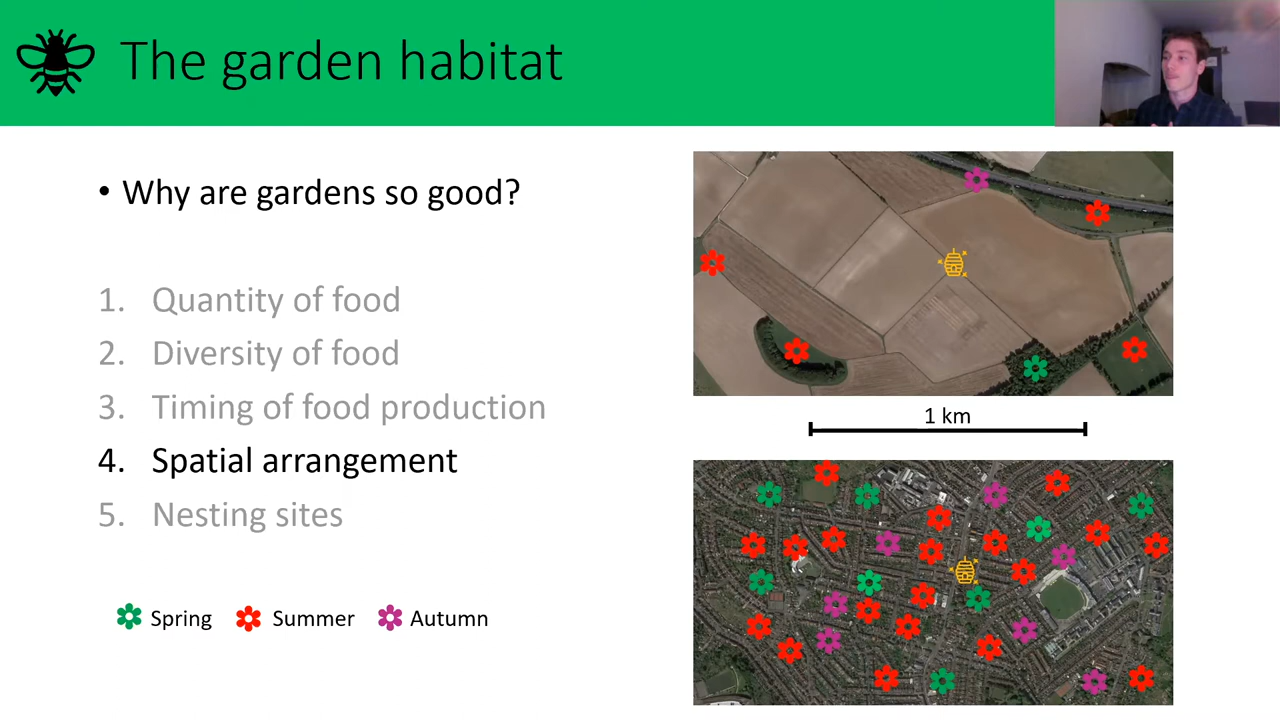 The garden habitat
• Why are gardens so good?
1. Quantity of food
2. Diversity of food
3. Timing of food production
4. Spatial arrangement
5. Nesting sites
Spring Summer Autumn
1 km